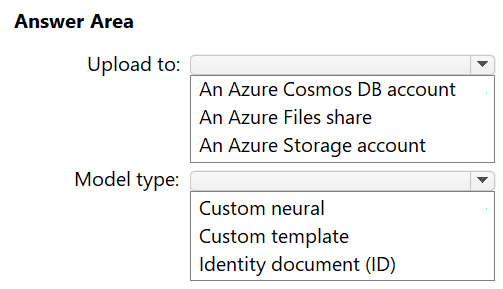 Answer Area
Upload to:
An Azure Cosmos DB account
An Azure Files share
An Azure Storage account
Model type:
Custom neural
Custom template
Identity document (ID)